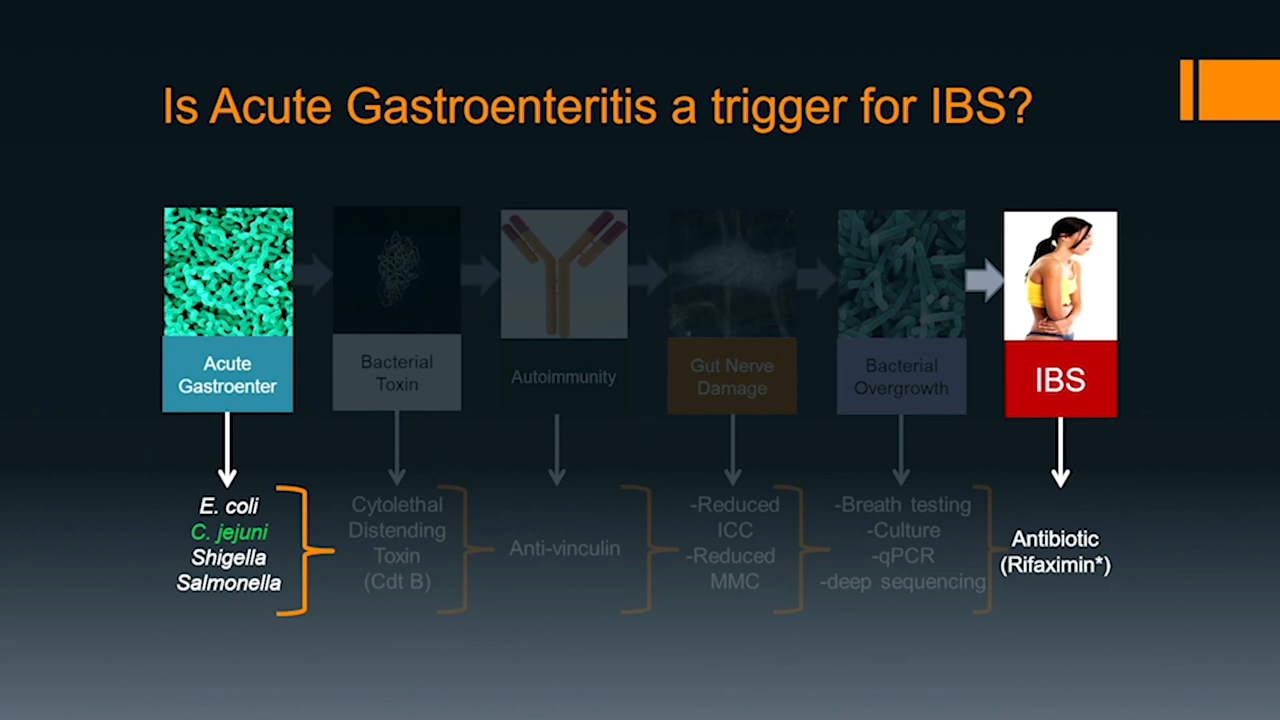 Is Acute Gastroenteritis a trigger for IBS?
Acute
Gastroenter
Bacterial
Toxin
Autoimmunity
Gut Nerve
Damage
Bacterial
Overgrowth
IBS
E. coli
C. jejuni
Shigella
Salmonella
Cytolethal
Distending
Toxin
(Cdt B)
Anti-vinculin
-Reduced
ICC
-Reduced
MMC
-Breath testing
-Culture
-qPCR
-deep sequencing
Antibiotic
(Rifaximin*)